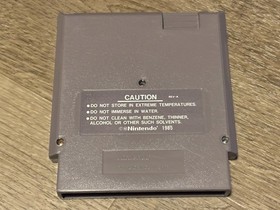 CAUTION
REV-A
● DO NOT STORE IN EXTREME TEMPERATURES.
● DO NOT IMMERSE IN WATER.
● DO NOT CLEAN WITH BENZENE, THINNER,
ALCOHOL OR OTHER SUCH SOLVENTS.
©®Nintendo® 1985